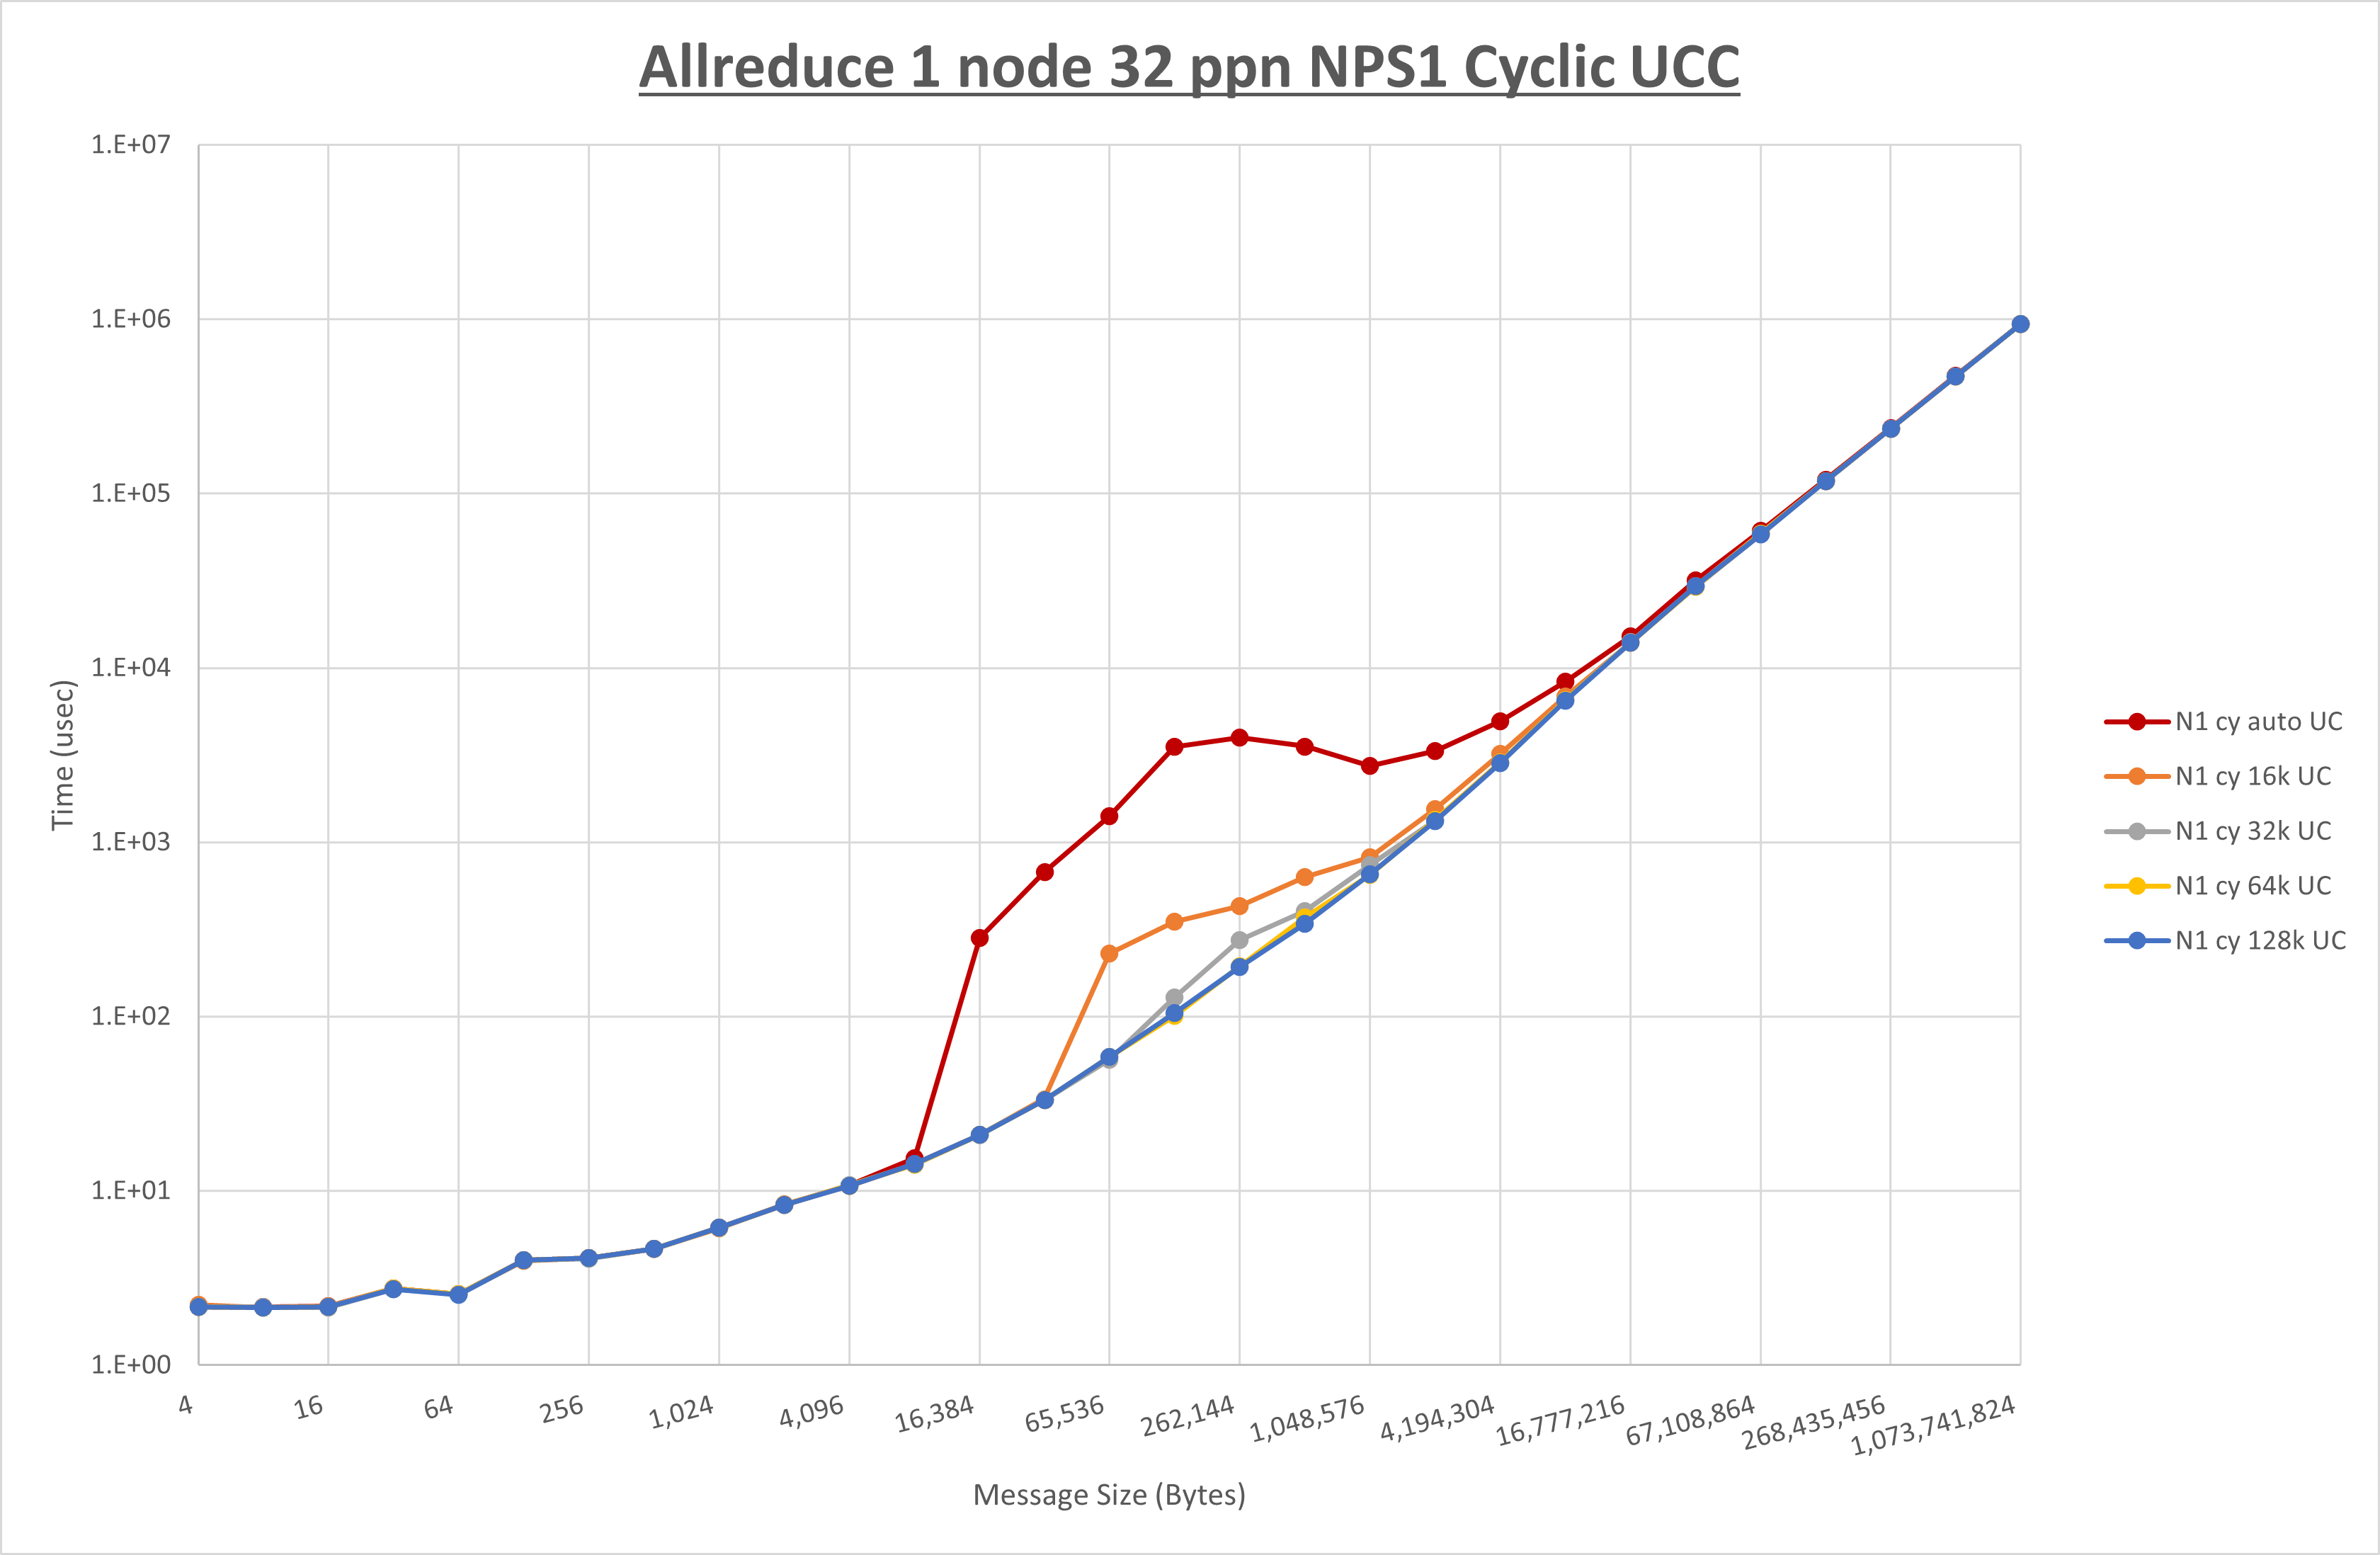 Allreduce 1 node 32 ppn NPS1 Cyclic UCC
1.E+07
1.E+06
1.E+05
1.E+04
1.E+03
1.E+02
1.E+01
1.E+00
Time (usec)
4
16
64
256
1,024
4,096
16,384
65,536
262,144
1,048,576
4,194,304
16,777,216
67,108,864
268,435,456
1,073,741,824
Message Size (Bytes)
N1 cy auto UC
N1 cy 16k UC
N1 cy 32k UC
N1 cy 64k UC
N1 cy 128k UC